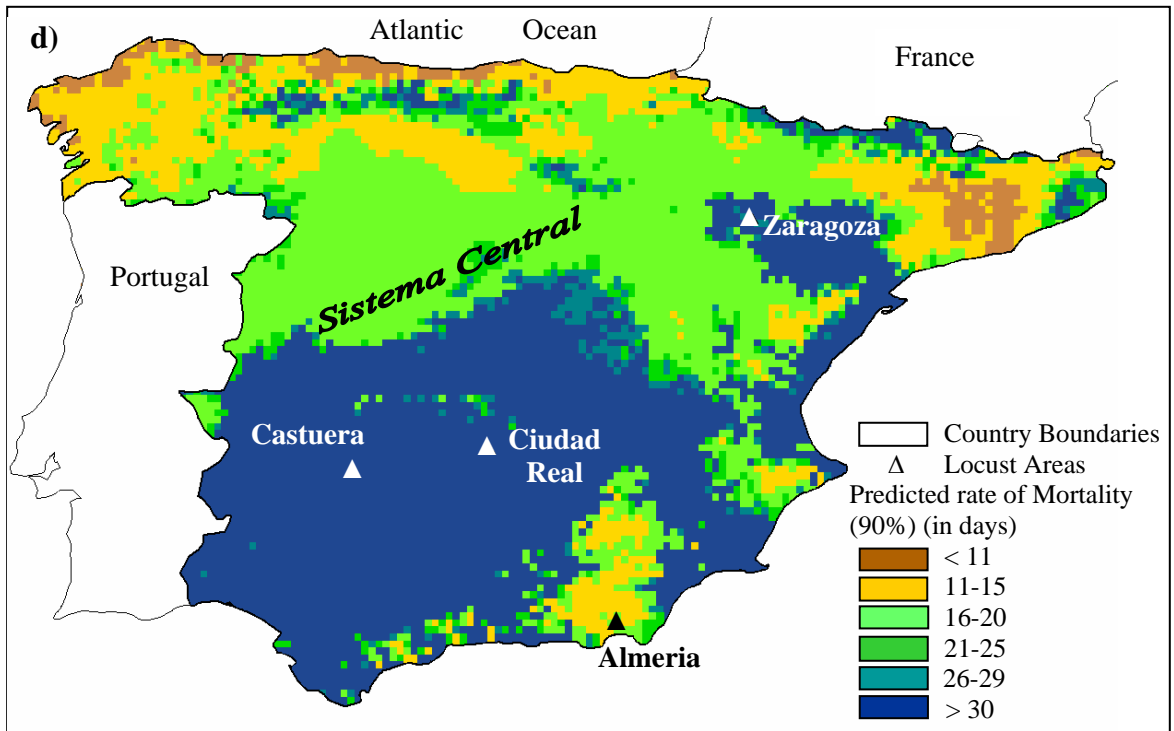 d)
Atlantic Ocean
France
Zaragoza
Sistema Central
Portugal
Castuera
Ciudad
Real
Almeria
Country Boundaries
Δ Locust Areas
Predicted rate of Mortality
(90%) (in days)
< 11
11-15
16-20
21-25
26-29
> 30